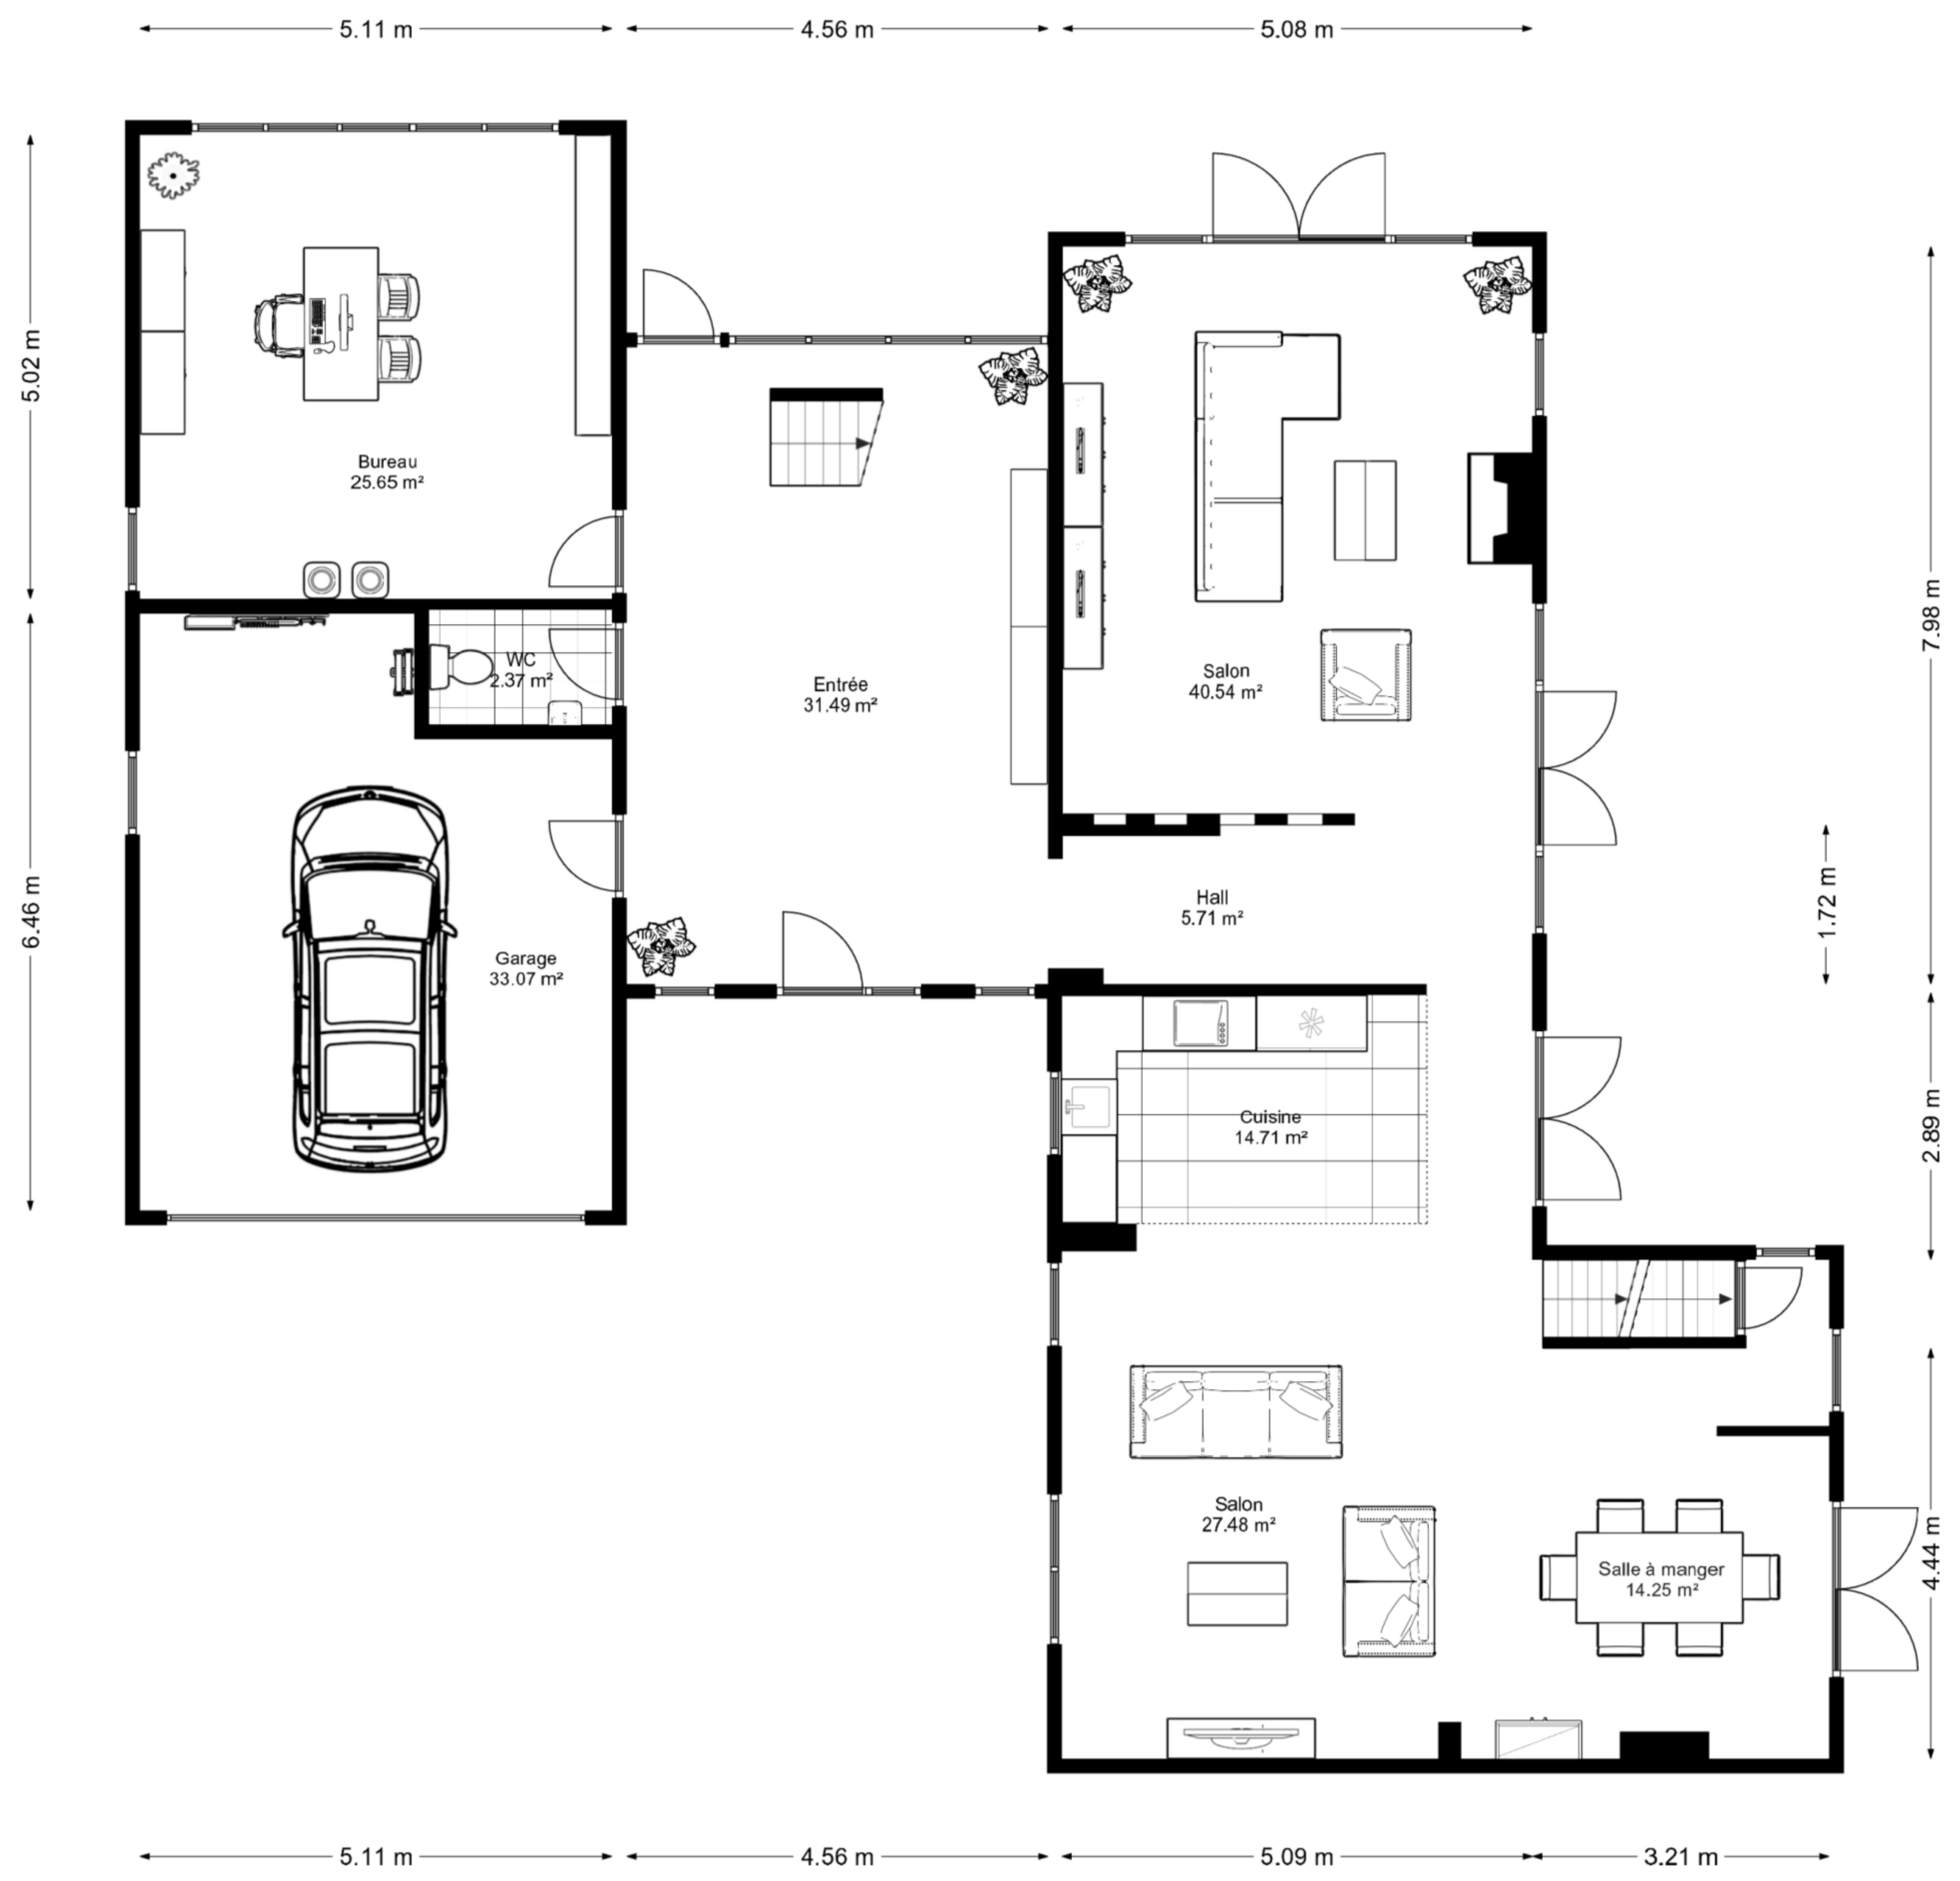 5.11 m
4.56 m
5.08 m
5.02 m
Bureau
25.65 m²
7.98 m
WC
2.37 m²
Salon
40.54 m²
Entrée
31.49 m²
6.46 m
Hall
5.71 m²
1.72 m
Garage
33.07 m²
Cuisine
14.71 m²
2.89 m
Salon
27.48 m²
4.44 m
Salle à manger
14.25 m²
5.11 m
4.56 m
5.09 m
3.21 m